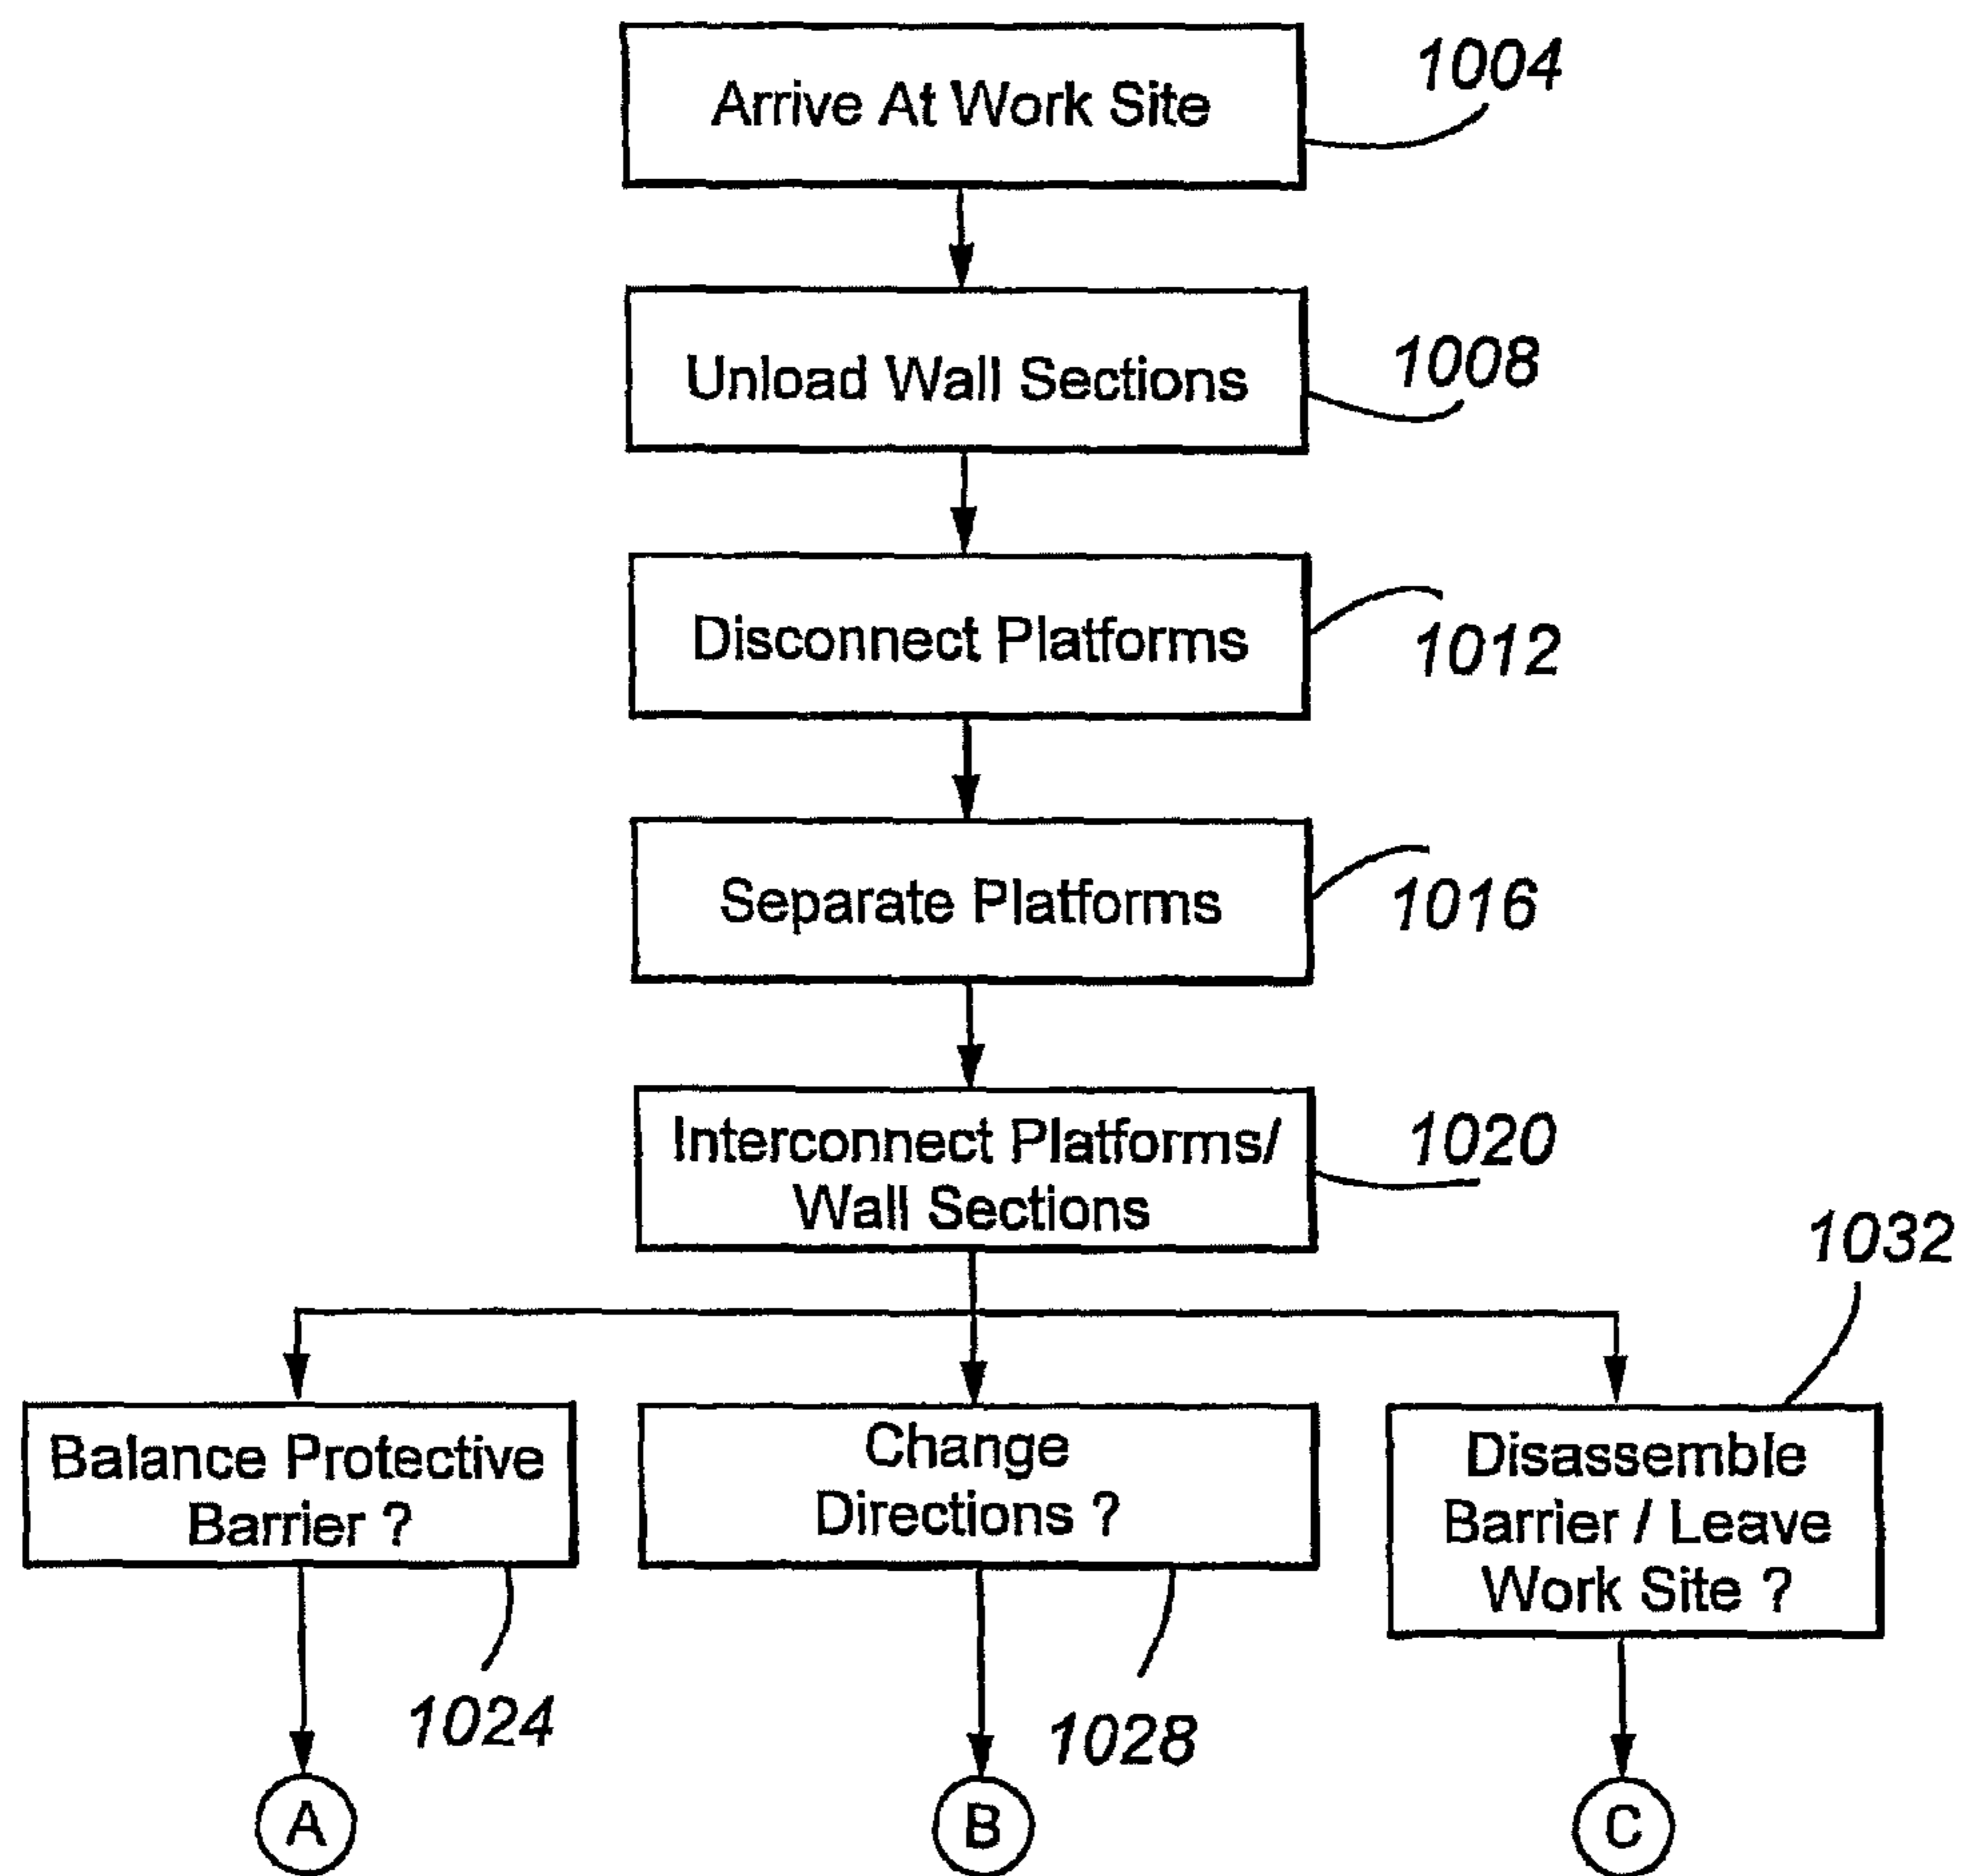 Arrive At Work Site
1004
Unload Wall Sections
1008
Disconnect Platforms
1012
Separate Platforms
1016
Interconnect Platforms/
Wall Sections
1020
1032
Balance Protective
Barrier ?
1024
Change
Directions ?
1028
Disassemble
Barrier / Leave
Work Site ?
A
B
C